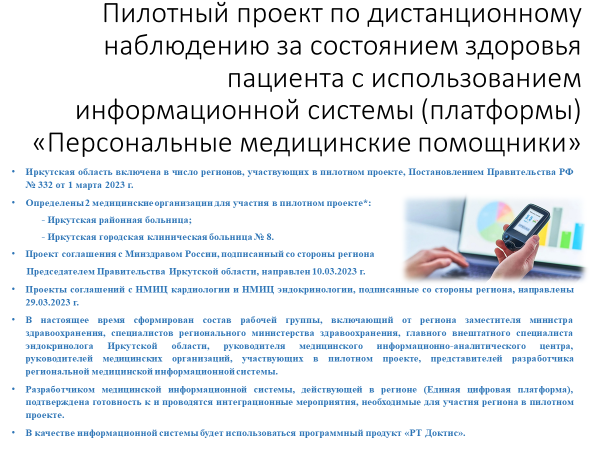 Пилотный проект по дистанционному
наблюдению за состоянием здоровья
пациента с использованием
информационной системы (платформы)
«Персональные медицинские помощники»
• Иркутская область включена в число регионов, участвующих в пилотном проекте, Постановлением Правительства РФ
№ 332 от 1 марта 2023 г.
• Определены 2 медицинские организации для участия в пилотном проекте*:
- Иркутская районная больница;
- Иркутская городская клиническая больница № 8.
• Проект соглашения с Минздравом России, подписанный со стороны региона
Председателем Правительства Иркутской области, направлен 10.03.2023 г.
• Проекты соглашений с НМИЦ кардиологии и НМИЦ эндокринологии, подписанные со стороны региона, направлены
29.03.2023 г.
• В настоящее время сформирован состав рабочей группы, включающий от региона заместителя министра
здравоохранения, специалистов регионального министерства здравоохранения, главного внештатного специалиста
эндокринолога Иркутской области, руководителя медицинского информационно-аналитического центра,
руководителей медицинских организаций, участвующих в пилотном проекте, представителей разработчика
региональной медицинской информационной системы.
• Разработчиком медицинской информационной системы, действующей в регионе (Единая цифровая платформа),
подтверждена готовность к и проводятся интеграционные мероприятия, необходимые для участия региона в пилотном
проекте.
• В качестве информационной системы будет использоваться программный продукт «РТ Доктис».